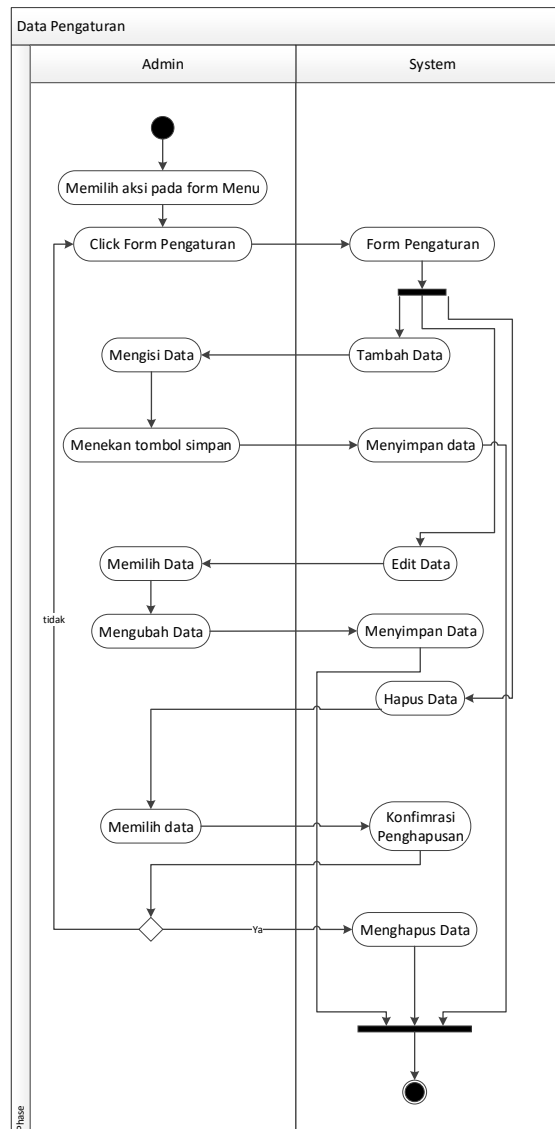 Data Pengaturan
Admin
System
Memilih aksi pada form Menu
Click Form Pengaturan
Form Pengaturan
Mengisi Data
Tambah Data
Menekan tombol simpan
Menyimpan data
Memilih Data
Edit Data
tidak
Mengubah Data
Menyimpan Data
Hapus Data
Memilih data
Konfimrasi
Penghapusan
Ya
Menghapus Data
Phase